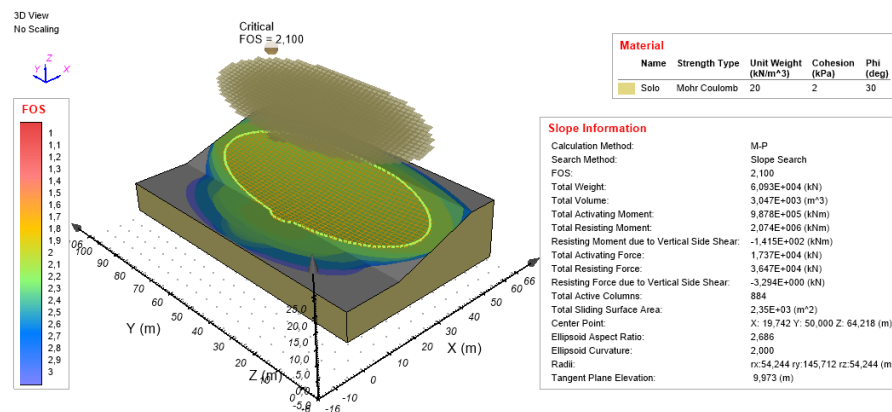 3D View
No Scaling
Critical
FOS = 2,100
Z
Y X
FOS
1
1,1
1,2
1,3
1,4
1,5
1,6
1,7
1,8
1,9
2
2,1
2,2
2,3
2,4
2,5
2,6
2,7
2,8
2,9
3
106
100
90
80
70
60
50
40
30
20
10
Y (m)
25,0
20,0
15,0
10,0
5,0
0,0
-5,0
Z (m)
-16
-10
0
10
20
30
40
50
60
66
X (m)
Material
Name Strength Type Unit Weight (kN/m^3) Cohesion (kPa) Phi (deg)
Solo Mohr Coulomb 20 2 30
Slope Information
Calculation Method: M-P
Search Method: Slope Search
FOS: 2,100
Total Weight: 6,093E+004 (kN)
Total Volume: 3,047E+003 (m^3)
Total Activating Moment: 9,878E+005 (kNm)
Total Resisting Moment: 2,074E+006 (kNm)
Resisting Moment due to Vertical Side Shear: -1,415E+002 (kNm)
Total Activating Force: 1,737E+004 (kN)
Total Resisting Force: 3,647E+004 (kN)
Resisting Force due to Vertical Side Shear: -3,294E+000 (kN)
Total Active Columns: 884
Total Sliding Surface Area: 2,35E+03 (m^2)
Center Point: X: 19,742 Y: 50,000 Z: 64,218 (m)
Ellipsoid Aspect Ratio: 2,686
Ellipsoid Curvature: 2,000
Radii: rx:54,244 ry:145,712 rz:54,244 (m
Tangent Plane Elevation: 9,973 (m)